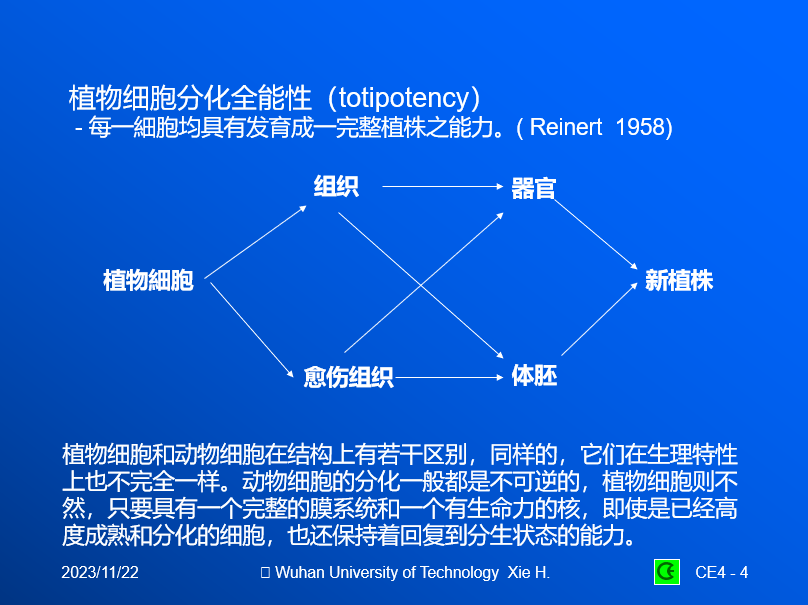 植物细胞分化全能性（totipotency）
- 每一細胞均具有发育成一完整植株之能力。( Reinert 1958)
组织
器官
植物細胞
新植株
愈伤组织
体胚
植物细胞和动物细胞在结构上有若干区别，同样的，它们在生理特性
上也不完全一样。动物细胞的分化一般都是不可逆的，植物细胞则不
然，只要具有一个完整的膜系统和一个有生命力的核，即使是已经高
度成熟和分化的细胞，也还保持着回复到分生状态的能力。
2023/11/22
Wuhan University of Technology Xie H.
CE
CE4 - 4